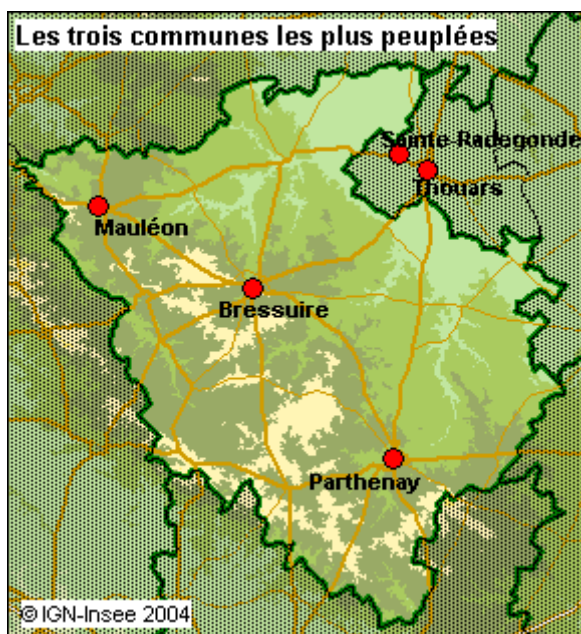 Les trois communes les plus peuplées
Sainte-Radegonde
Thouars
Mauléon
Bressuire
Parthenay
© IGN-Insee 2004